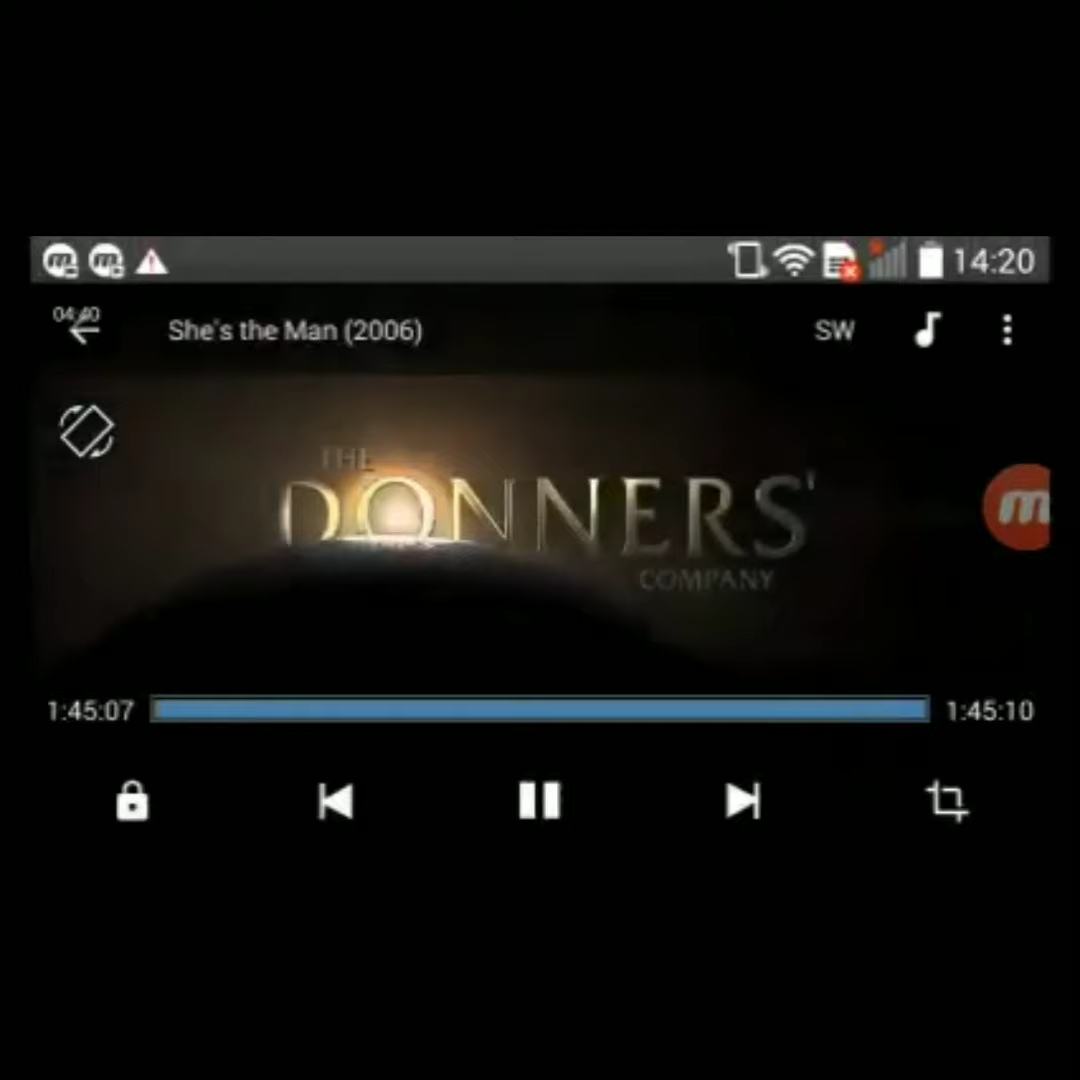 14:20
04:40
She's the Man (2006)
SW
THE
DONNERS'
COMPANY
1:45:07
1:45:10